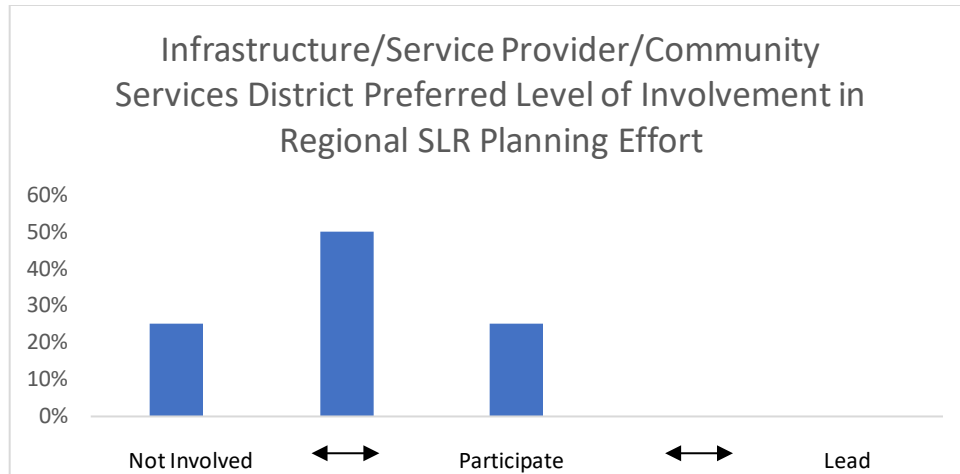 Infrastructure/Service Provider/Community
Services District Preferred Level of Involvement in
Regional SLR Planning Effort
60%
50%
40%
30%
20%
10%
0%
Not Involved
Participate
Lead